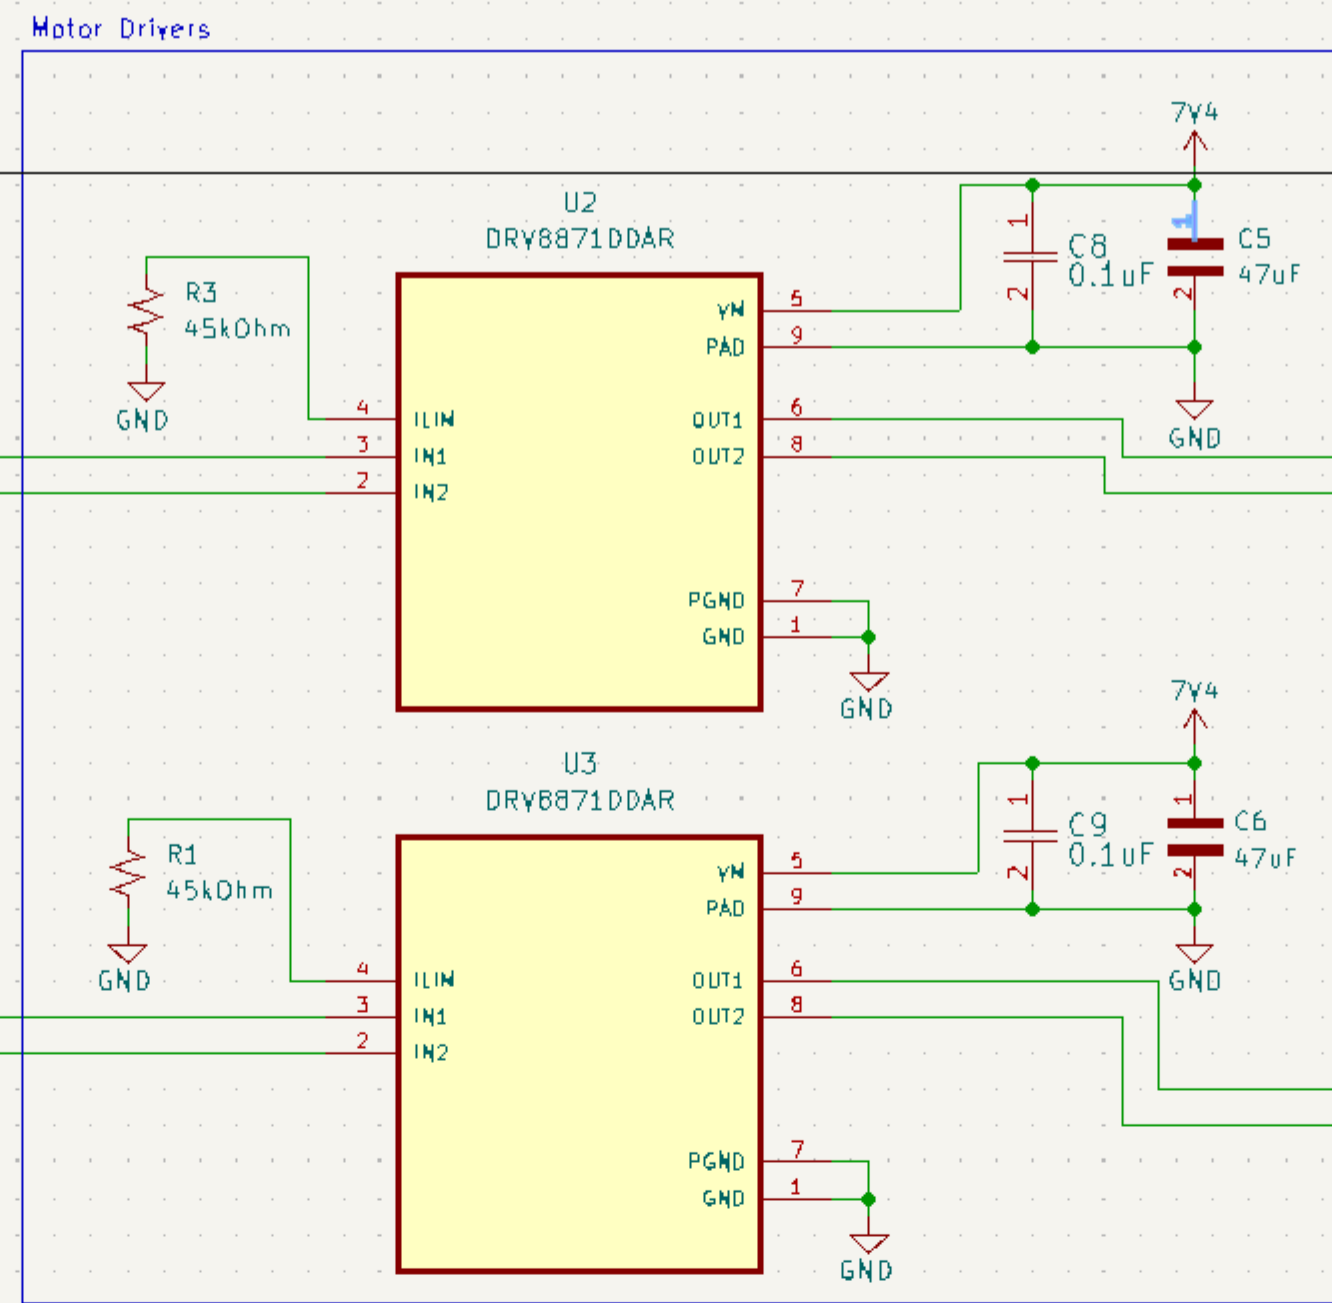 Motor Drivers
7V4
U2
DRV8871DDAR
R3
45kOhm
GND
4 ILIM
3 IN1
2 IN2
VM 5
PAD 9
OUT1 6
OUT2 8
PGND 7
GND 1
GND
1
C8
0.1uF
2
1
C5
47uF
2
GND
7V4
U3
DRV8871DDAR
R1
45kOhm
GND
4 ILIM
3 IN1
2 IN2
VM 5
PAD 9
OUT1 6
OUT2 8
PGND 7
GND 1
GND
1
C9
0.1uF
2
1
C6
47uF
2
GND